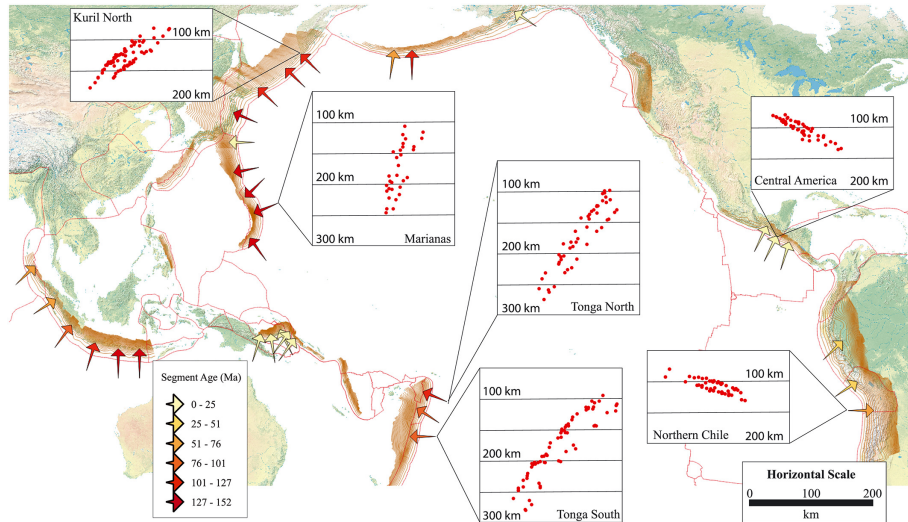 Kuril North
100 km
200 km
100 km
200 km
300 km
Marianas
100 km
Central America
200 km
100 km
200 km
300 km
Tonga North
100 km
200 km
300 km
Tonga South
100 km
Northern Chile
200 km
Segment Age (Ma)
0 - 25
25 - 51
51 - 76
76 - 101
101 - 127
127 - 152
Horizontal Scale
0 100 200
km